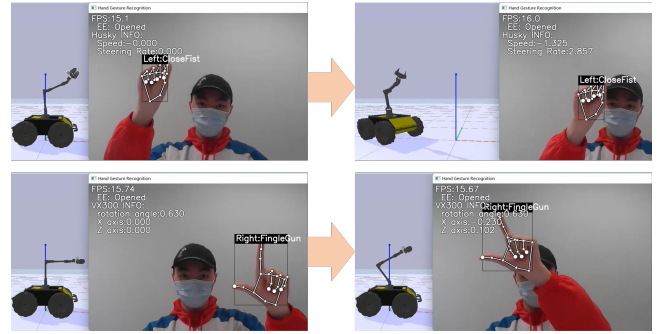 Hand Gesture Recognition
FPS:15.1
EE: Opened
Husky INFO:
Speed:-0.000
Steering Rate:0.000
Left:CloseFist
Hand Gesture Recognition
FPS:16.0
EE: Opened
Husky INFO:
Speed:-1.325
Steering Rate:2.857
Left:CloseFist
Hand Gesture Recognition
FPS:15.74
EE: Opened
VX300 INFO:
rotation angle:0.630
X axis:0.000
Z axis:0.000
Right:FingleGun
Hand Gesture Recognition
FPS:15.67
EE: Opened
VX300 INFO:
rotation angle:0.630
X axis:-0.230
Z axis:0.102
Right:FingleGun